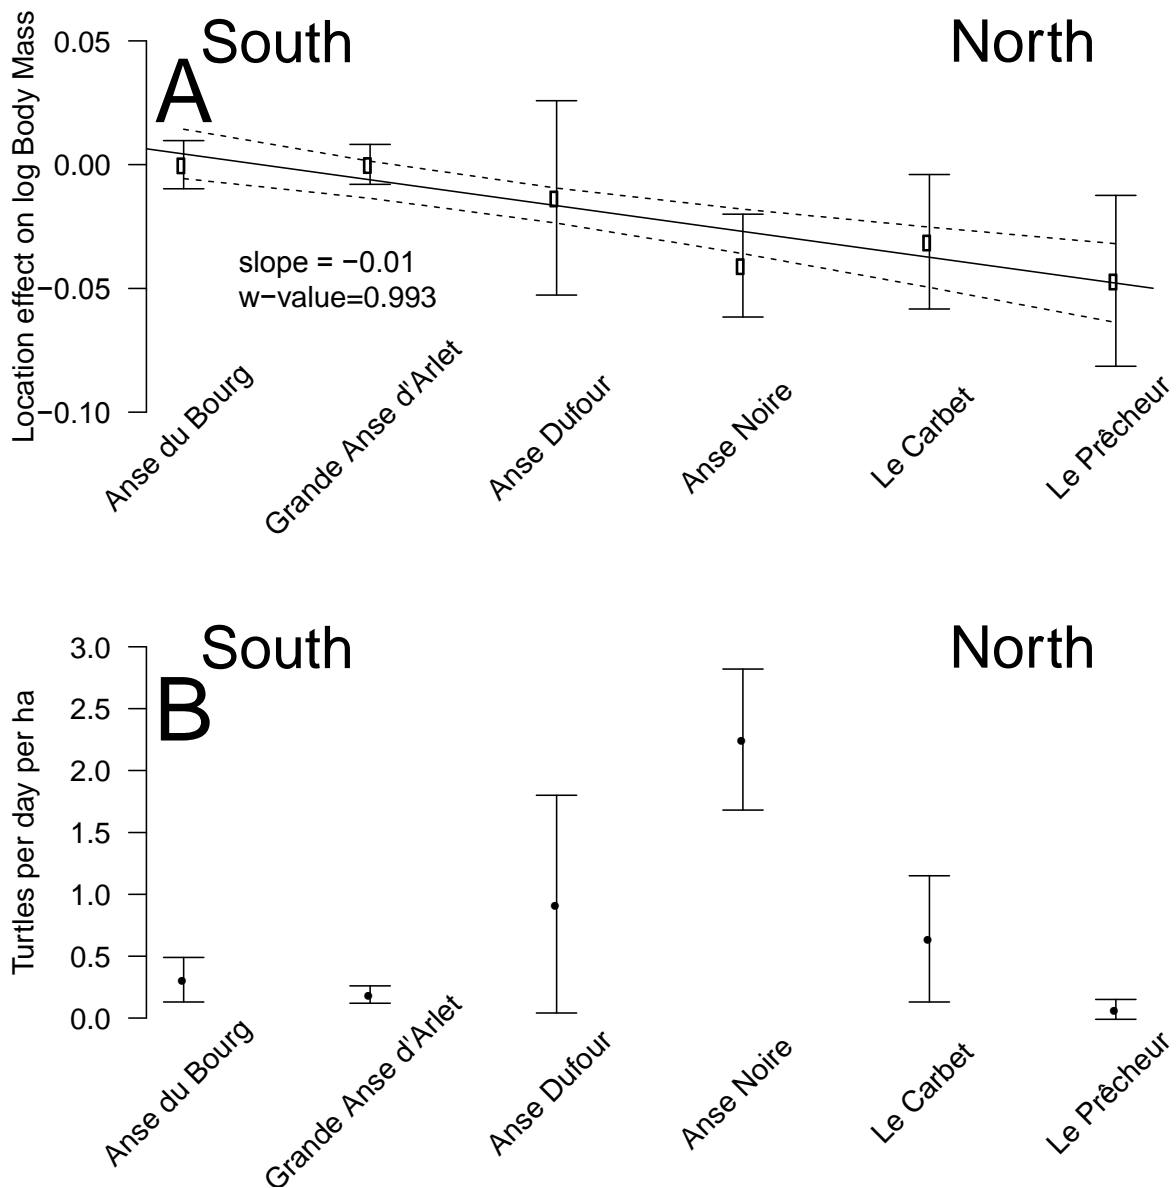 South
North
A
Location effect on log Body Mass
0.05
0.00
−0.05
−0.10
slope = −0.01
w−value=0.993
Anse du Bourg
Grande Anse d'Arlet
Anse Dufour
Anse Noire
Le Carbet
Le Prêcheur
South
North
B
Turtles per day per ha
3.0
2.5
2.0
1.5
1.0
0.5
0.0
Anse du Bourg
Grande Anse d'Arlet
Anse Dufour
Anse Noire
Le Carbet
Le Prêcheur